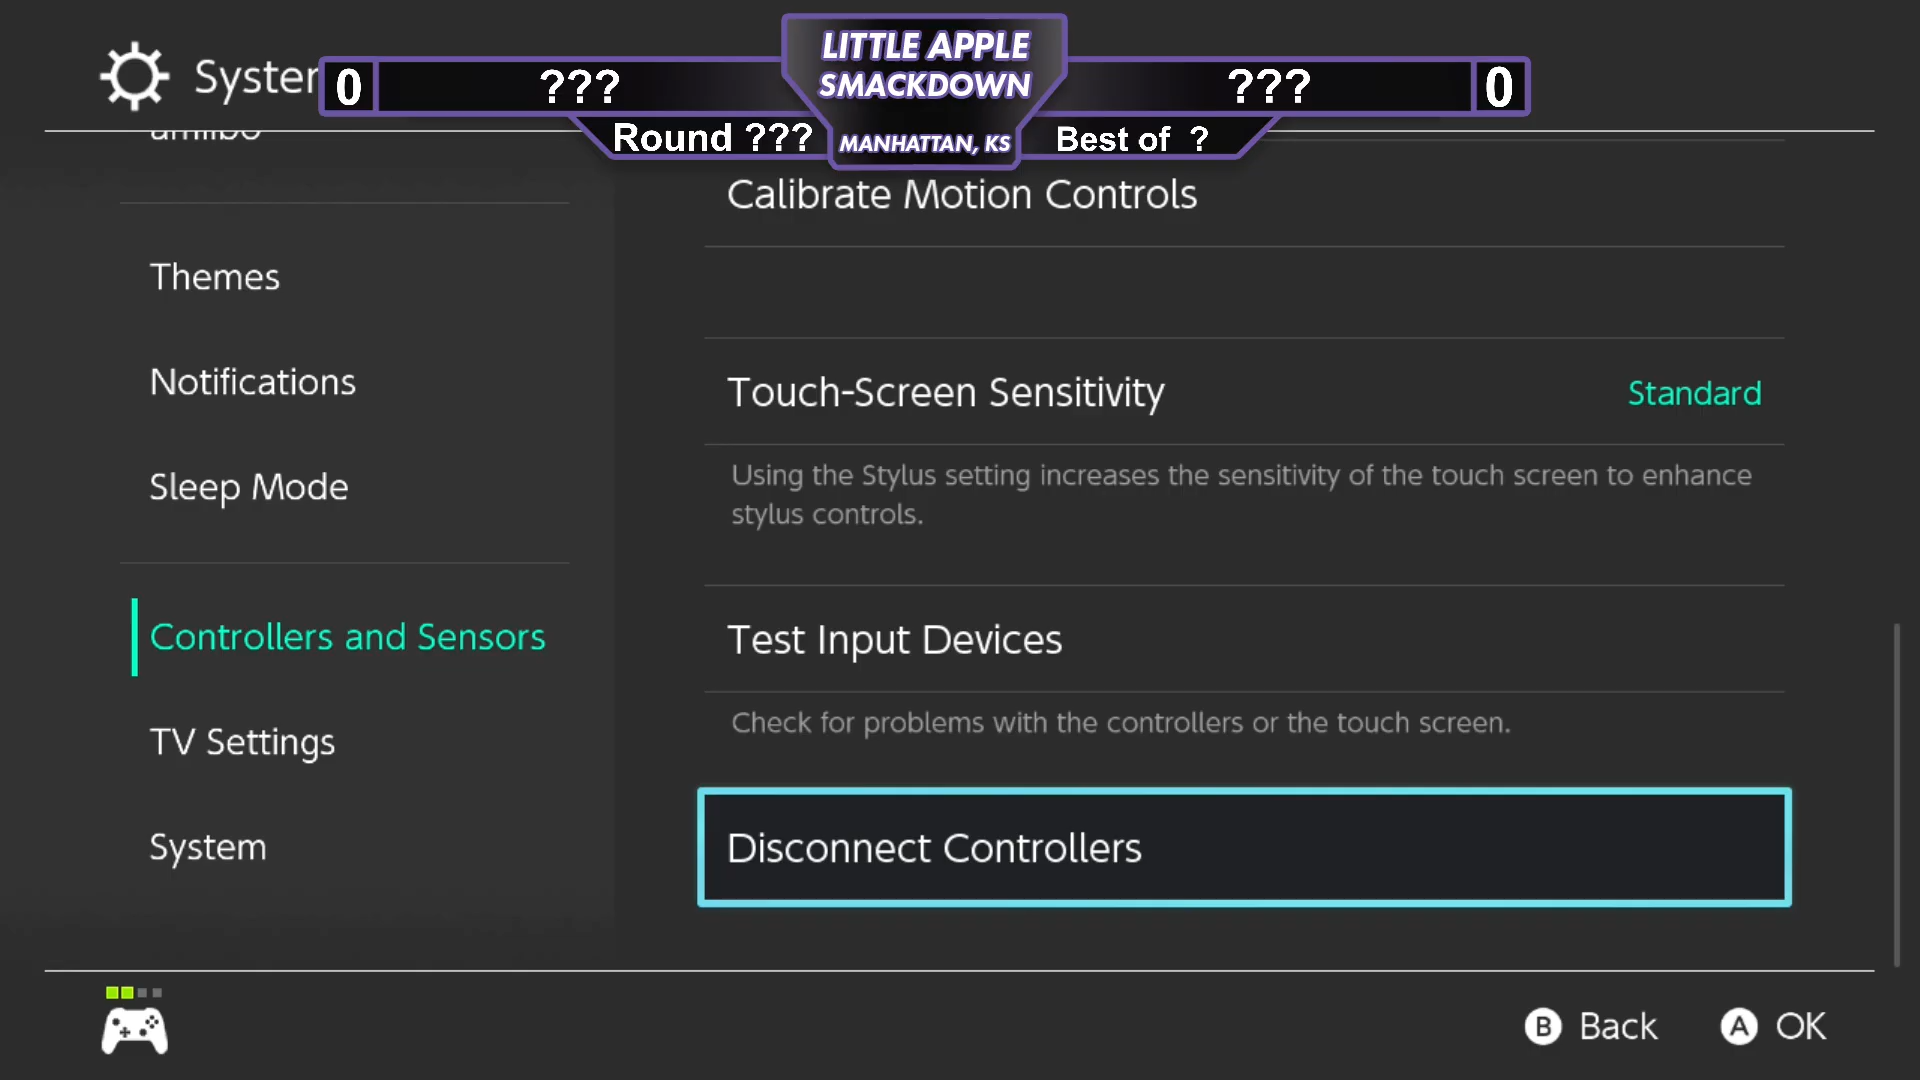 System
0
???
LITTLE APPLE
SMACKDOWN
MANHATTAN, KS
???
0
Round ???
Best of ?
amiibo
Themes
Notifications
Sleep Mode
Controllers and Sensors
TV Settings
System
Calibrate Motion Controls
Touch-Screen Sensitivity
Standard
Using the Stylus setting increases the sensitivity of the touch screen to enhance
stylus controls.
Test Input Devices
Check for problems with the controllers or the touch screen.
Disconnect Controllers
B Back
A OK